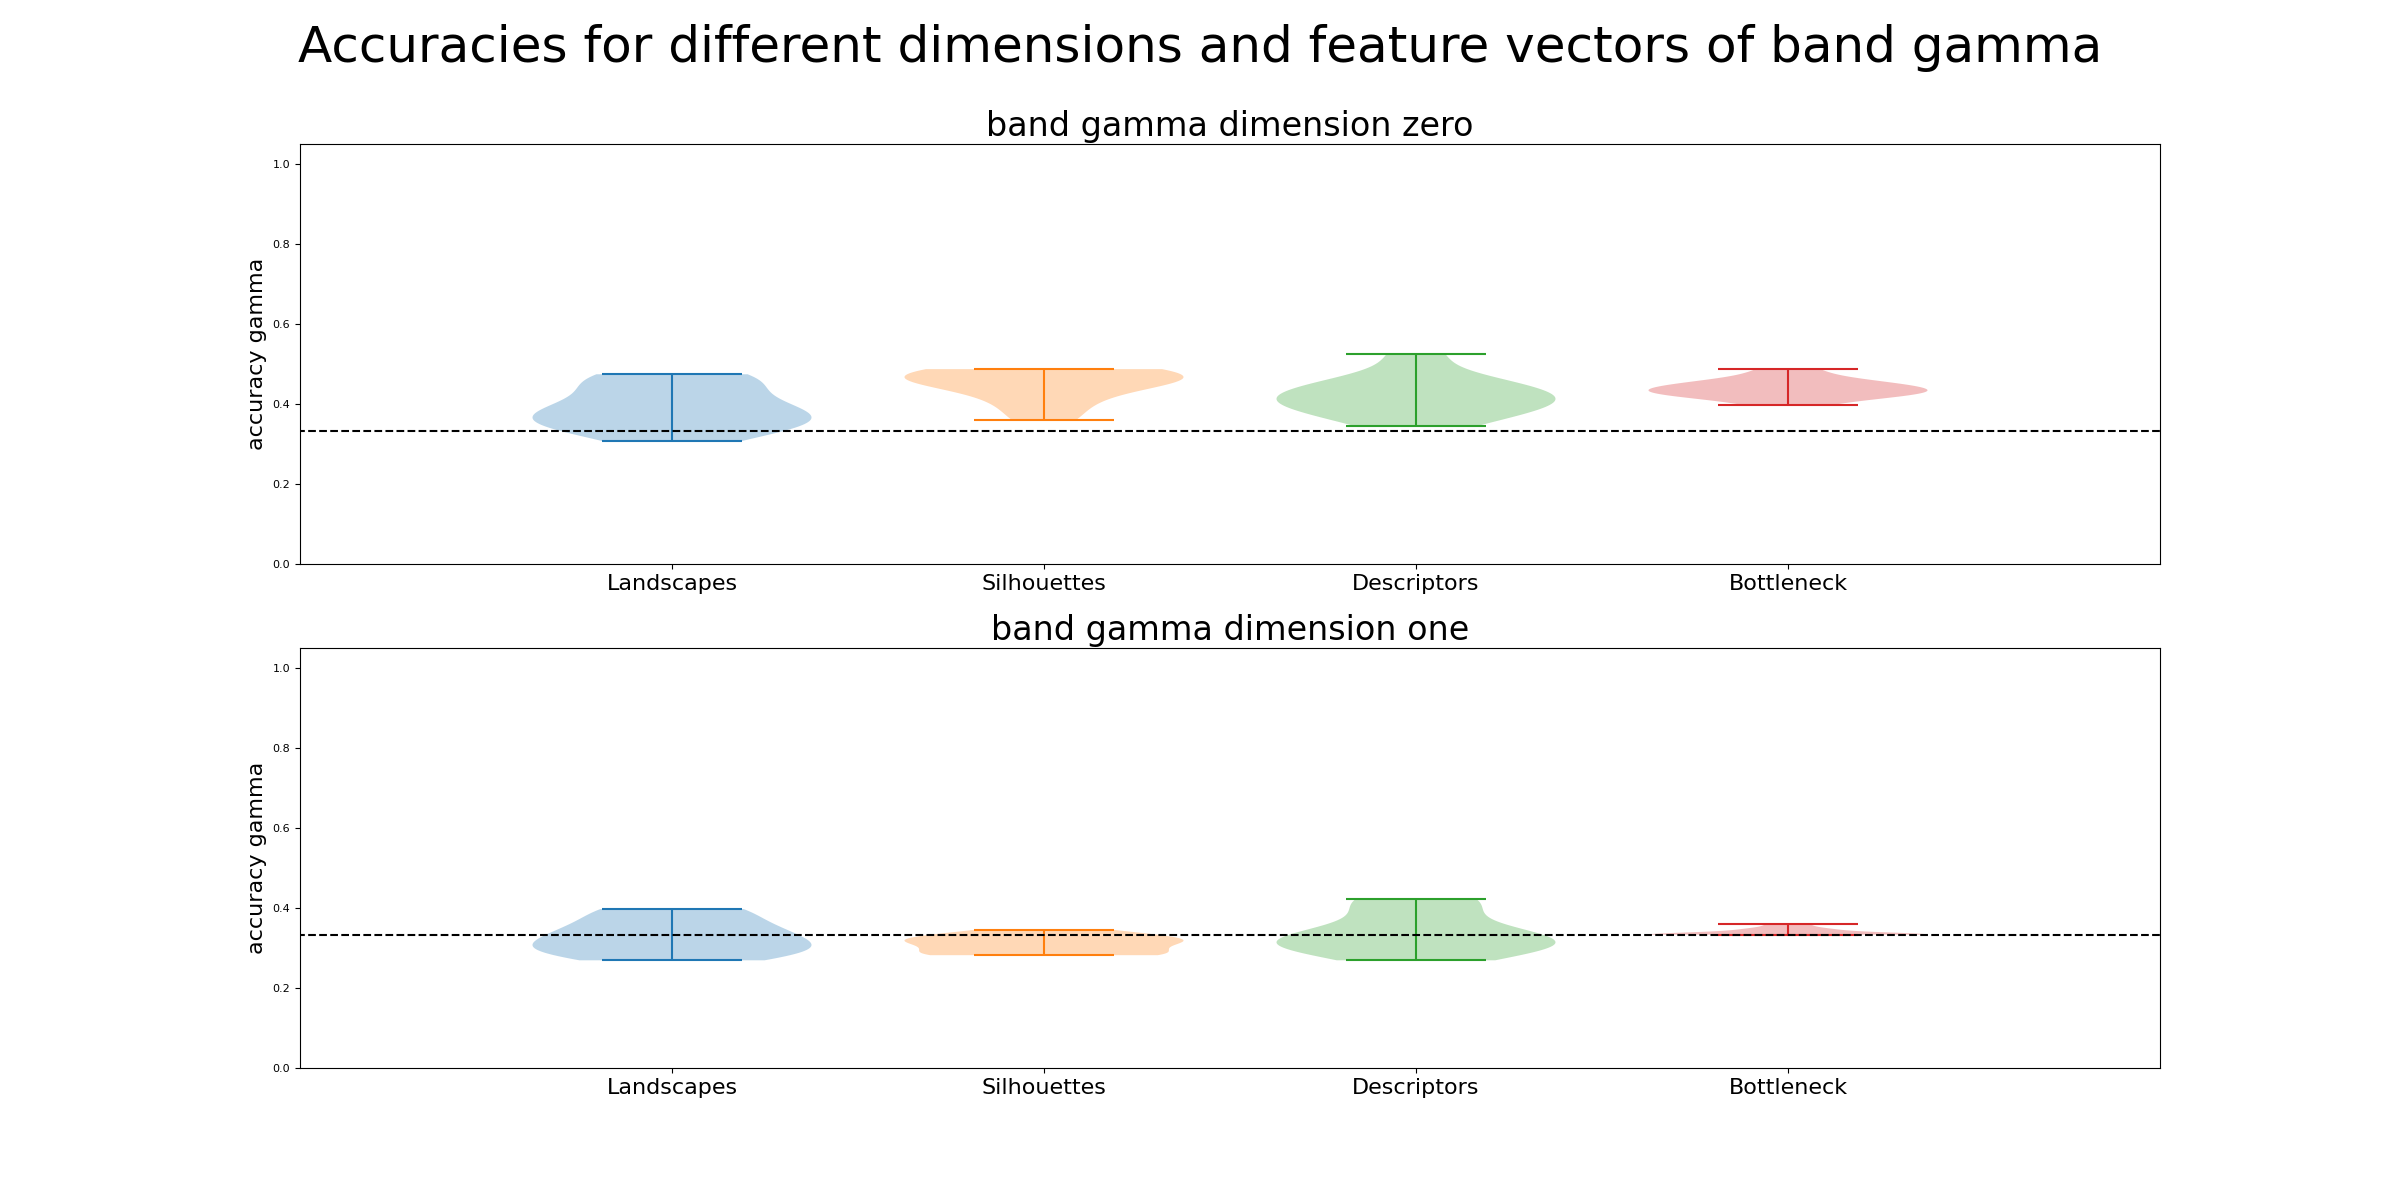 Accuracies for different dimensions and feature vectors of band gamma
band gamma dimension zero
accuracy gamma
1.0
0.8
0.6
0.4
0.2
0.0
Landscapes
Silhouettes
Descriptors
Bottleneck
band gamma dimension one
accuracy gamma
1.0
0.8
0.6
0.4
0.2
0.0
Landscapes
Silhouettes
Descriptors
Bottleneck